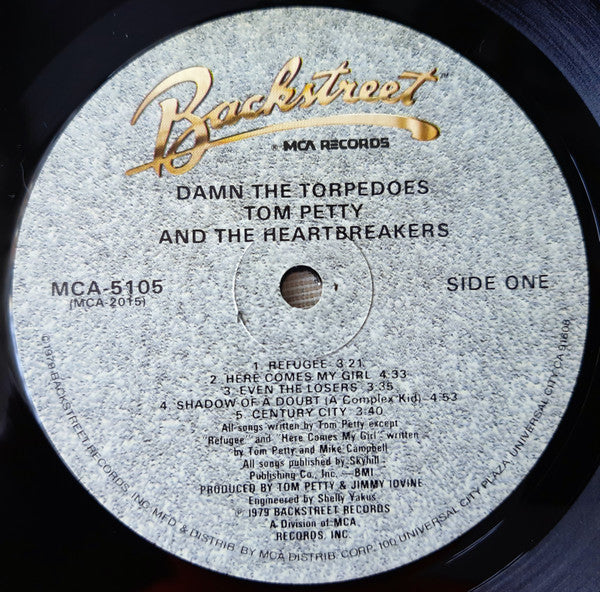 Backstreet
MCA RECORDS
DAMN THE TORPEDOES
TOM PETTY
AND THE HEARTBREAKERS
MCA-5105
(MCA-2015)
SIDE ONE
1. REFUGEE 3:21
2. HERE COMES MY GIRL 4:33
3. EVEN THE LOSERS 3:35
4. SHADOW OF A DOUBT (A Complex Kid) 4:53
5. CENTURY CITY 3:40
All songs written by Tom Petty except
"Refugee" and "Here Comes My Girl" written
by Tom Petty and Mike Campbell
All songs published by Skyhill
Publishing Co., Inc. — BMI.
PRODUCED BY TOM PETTY & JIMMY IOVINE
Engineered by Shelly Yakus
℗ 1979 BACKSTREET RECORDS
A Division of MCA
RECORDS, INC.
©1979 BACKSTREET RECORDS, INC. MFD. & DISTRIB. BY MCA DISTRIB. CORP. 100 UNIVERSAL CITY PLAZA, UNIVERSAL CITY, CA 91608